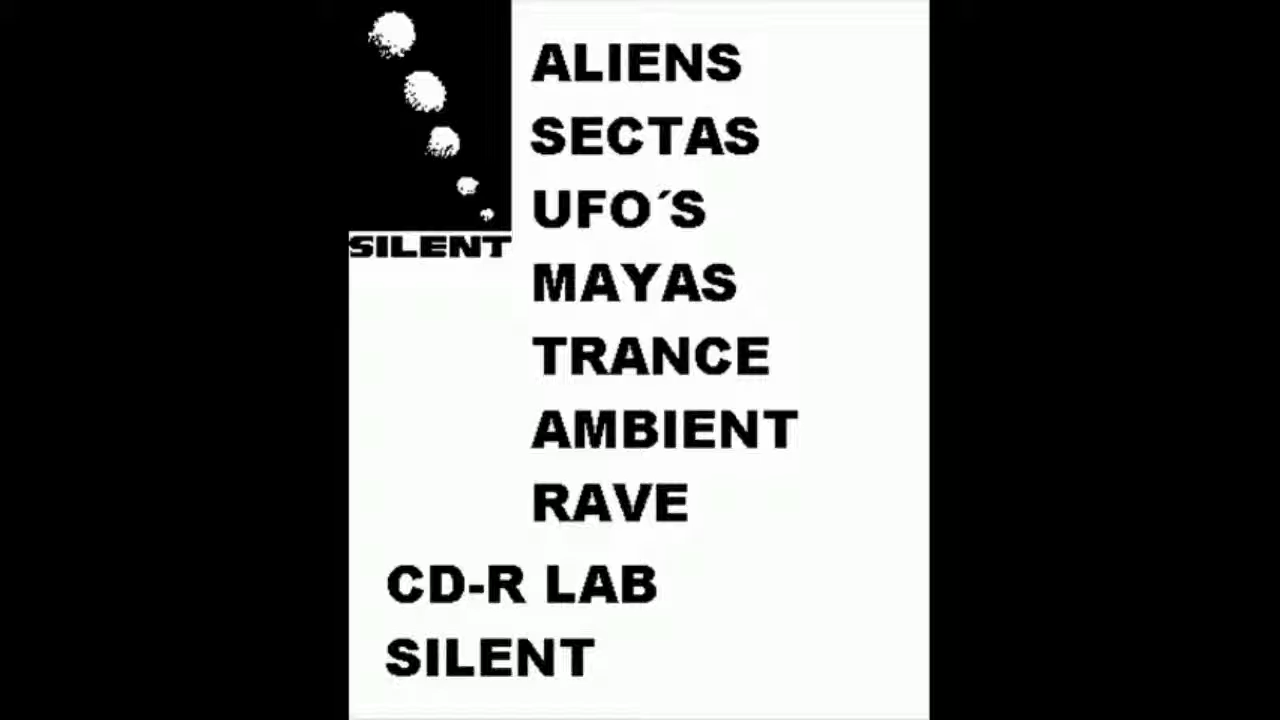 SILENT
ALIENS
SECTAS
UFO´S
MAYAS
TRANCE
AMBIENT
RAVE
CD-R LAB
SILENT